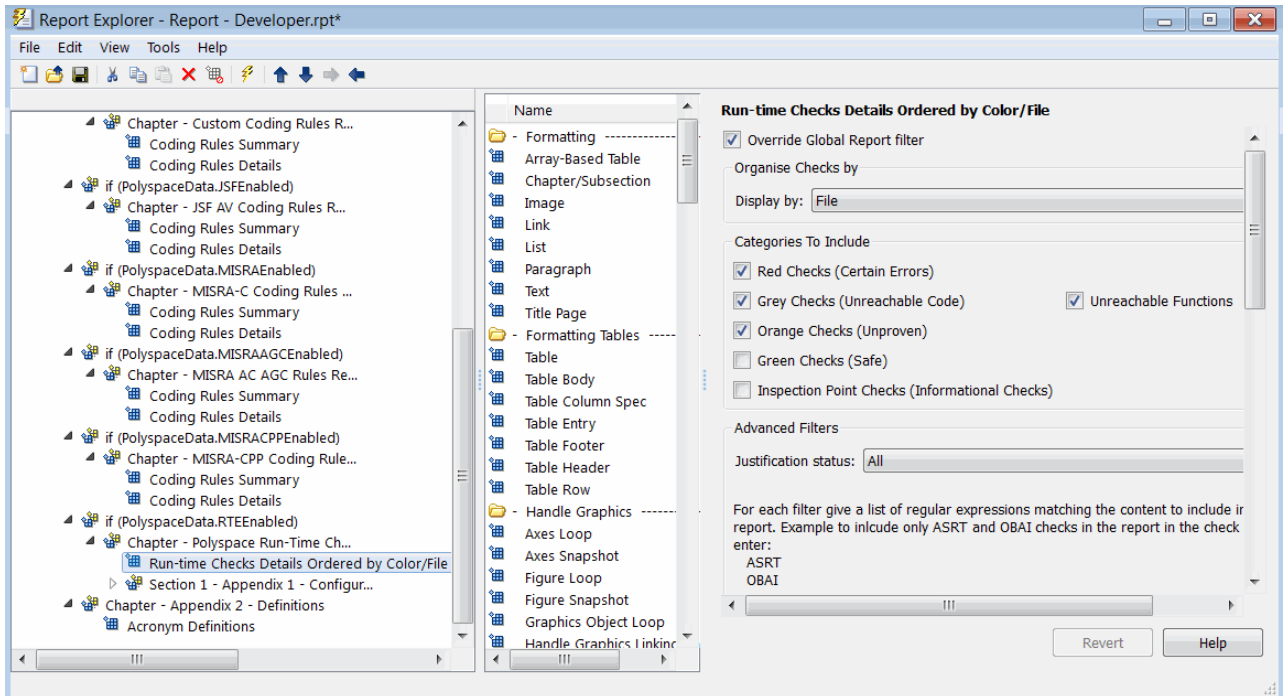 Report Explorer - Report - Developer.rpt*
File Edit View Tools Help
Chapter - Custom Coding Rules R...
Coding Rules Summary
Coding Rules Details
if (PolyspaceData.JSFEnabled)
Chapter - JSF AV Coding Rules R...
Coding Rules Summary
Coding Rules Details
if (PolyspaceData.MISRAEnabled)
Chapter - MISRA-C Coding Rules ...
Coding Rules Summary
Coding Rules Details
if (PolyspaceData.MISRAAGCEnabled)
Chapter - MISRA AC AGC Rules Re...
Coding Rules Summary
Coding Rules Details
if (PolyspaceData.MISRACPPEnabled)
Chapter - MISRA-CPP Coding Rule...
Coding Rules Summary
Coding Rules Details
if (PolyspaceData.RTEEnabled)
Chapter - Polyspace Run-Time Ch...
Run-time Checks Details Ordered by Color/File
Section 1 - Appendix 1 - Configur...
Chapter - Appendix 2 - Definitions
Acronym Definitions
Name
- Formatting -------------
Array-Based Table
Chapter/Subsection
Image
Link
List
Paragraph
Text
Title Page
- Formatting Tables -----
Table
Table Body
Table Column Spec
Table Entry
Table Footer
Table Header
Table Row
- Handle Graphics -------
Axes Loop
Axes Snapshot
Figure Loop
Figure Snapshot
Graphics Object Loop
Handle Graphics Linking
Run-time Checks Details Ordered by Color/File
Override Global Report filter
Organise Checks by
Display by: File
Categories To Include
Red Checks (Certain Errors)
Grey Checks (Unreachable Code) Unreachable Functions
Orange Checks (Unproven)
Green Checks (Safe)
Inspection Point Checks (Informational Checks)
Advanced Filters
Justification status: All
For each filter give a list of regular expressions matching the content to include in
report. Example to inlcude only ASRT and OBAI checks in the report in the check
enter:
ASRT
OBAI
Revert Help